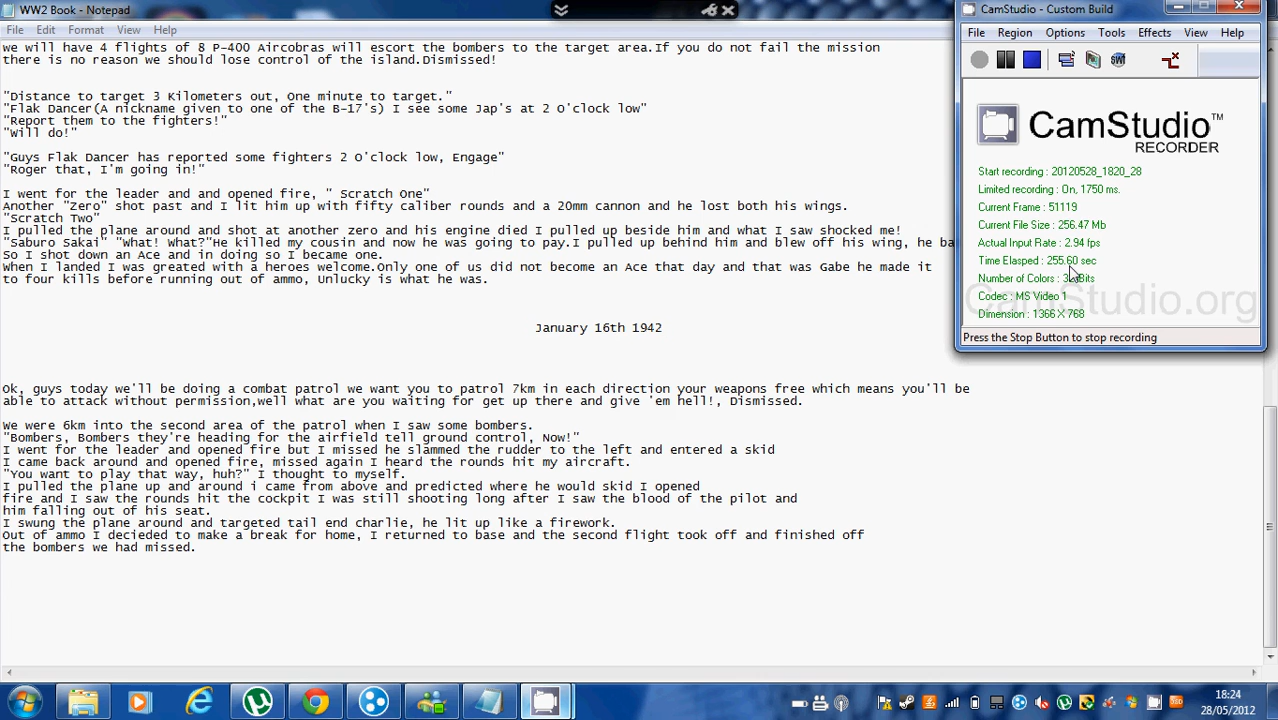 WW2 Book - Notepad
File Edit Format View Help
we will have 4 flights of 8 P-400 Aircobras will escort the bombers to the target area.If you do not fail the mission
there is no reason we should lose control of the island.Dismissed!
"Distance to target 3 Kilometers out, One minute to target."
"Flak Dancer(A nickname given to one of the B-17's) I see some Jap's at 2 O'clock low"
"Report them to the fighters!"
"Will do!"
"Guys Flak Dancer has reported some fighters 2 O'clock low, Engage"
"Roger that, I'm going in!"
I went for the leader and and opened fire, " Scratch One"
Another "Zero" shot past and I lit him up with fifty caliber rounds and a 20mm cannon and he lost both his wings.
"Scratch Two"
I pulled the plane around and shot at another zero and his engine died I pulled up beside him and what I saw shocked me!
"Saburo Sakai" "What! What?"He killed my cousin and now he was going to pay.I pulled up behind him and blew off his wing, he ba
So I shot down an Ace and in doing so I became one.
When I landed I was greated with a heroes welcome.Only one of us did not become an Ace that day and that was Gabe he made it
to four kills before running out of ammo, Unlucky is what he was.
January 16th 1942
Ok, guys today we'll be doing a combat patrol we want you to patrol 7km in each direction your weapons free which means you'll be
able to attack without permission,well what are you waiting for get up there and give 'em hell!, Dismissed.
We were 6km into the second area of the patrol when I saw some bombers.
"Bombers, Bombers they're heading for the airfield tell ground control, Now!"
I went for the leader and opened fire but I missed he slammed the rudder to the left and entered a skid
I came back around and opened fire, missed again I heard the rounds hit my aircraft.
"You want to play that way, huh?" I thought to myself.
I pulled the plane up and around i came from above and predicted where he would skid I opened
fire and I saw the rounds hit the cockpit I was still shooting long after I saw the blood of the pilot and
him falling out of his seat.
I swung the plane around and targeted tail end charlie, he lit up like a firework.
Out of ammo I decieded to make a break for home, I returned to base and the second flight took off and finished off
the bombers we had missed.
CamStudio - Custom Build
File Region Options Tools Effects View Help
SWF
CamStudio™
RECORDER
Start recording : 20120528_1820_28
Limited recording : On, 1750 ms.
Current Frame : 51119
Current File Size : 256.47 Mb
Actual Input Rate : 2.94 fps
Time Elasped : 255.60 sec
Number of Colors : Bits
Codec : MS Video 1
Dimension : 1366 X 768
CamStudio.org
Press the Stop Button to stop recording
18:24
28/05/2012